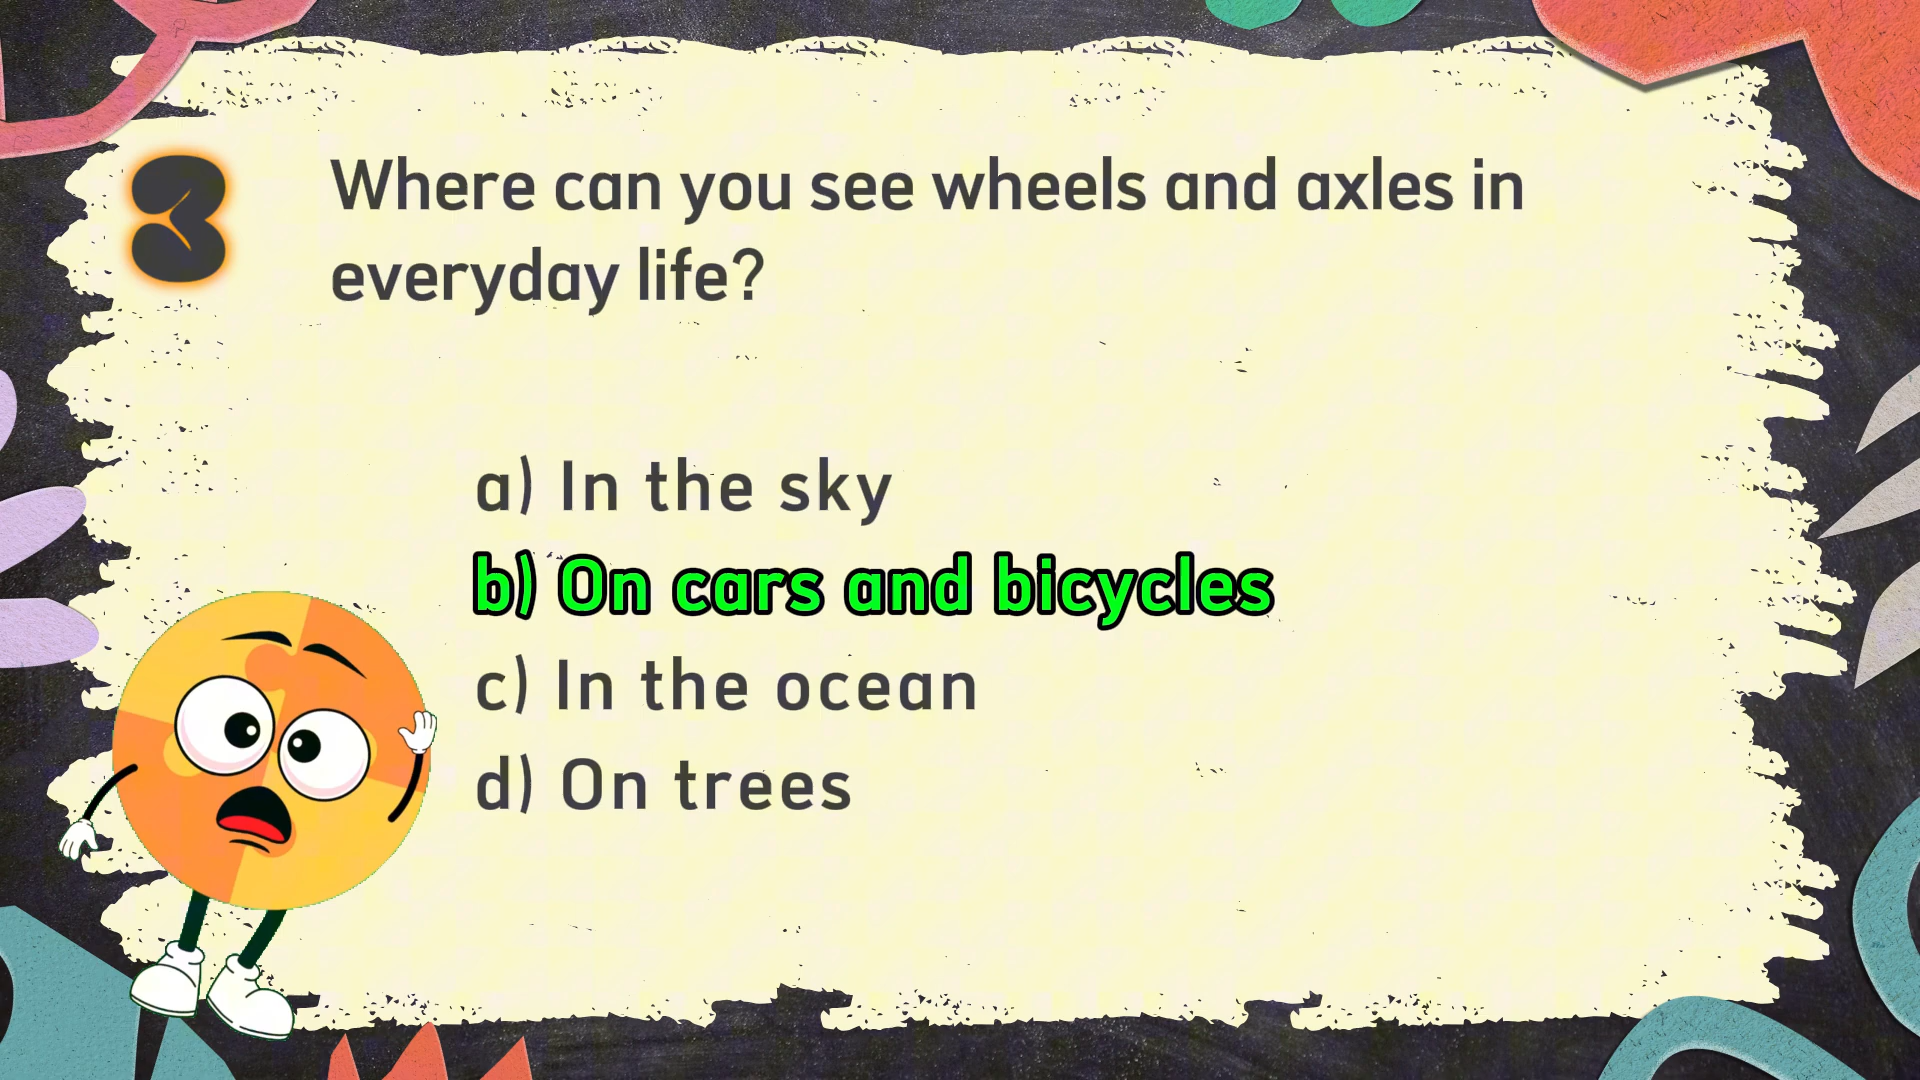 3
Where can you see wheels and axles in
everyday life?
a) In the sky
b) On cars and bicycles
c) In the ocean
d) On trees